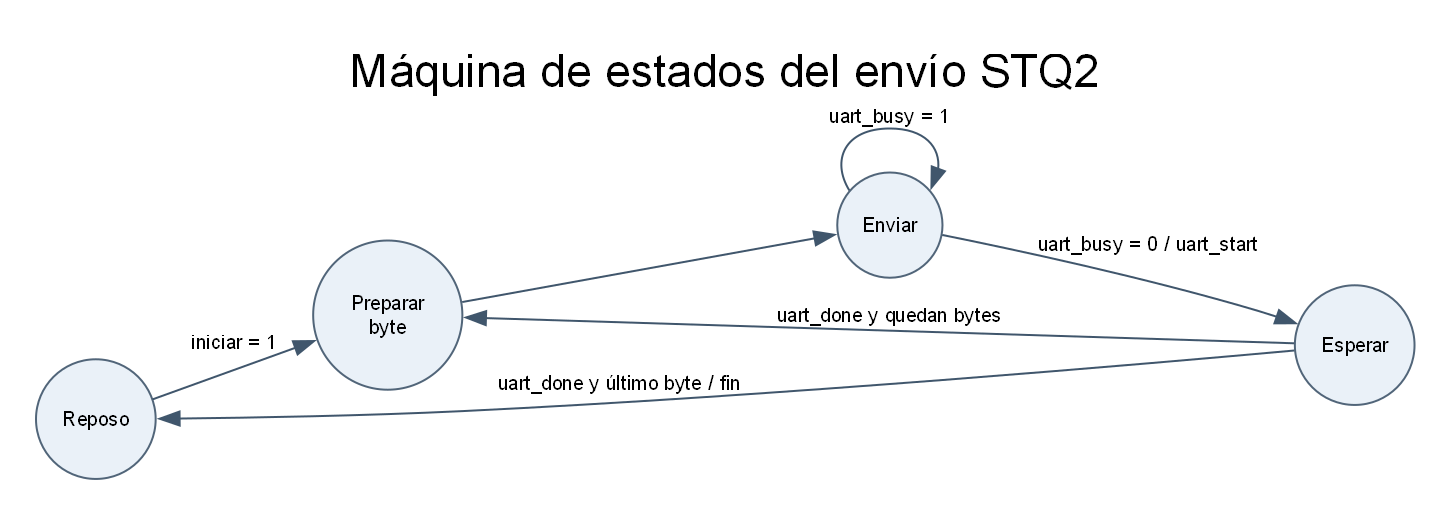 Máquina de estados del envío STQ2
uart_busy = 1
Enviar
uart_busy = 0 / uart_start
Preparar
byte
uart_done y quedan bytes
iniciar = 1
Esperar
uart_done y último byte / fin
Reposo